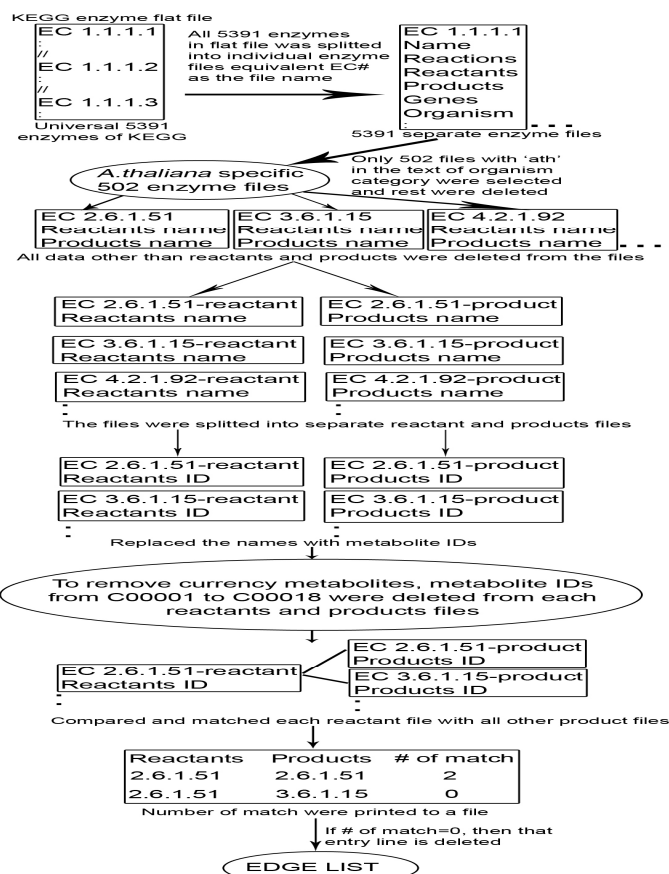 KEGG enzyme flat file
EC 1.1.1.1
:
//
EC 1.1.1.2
:
//
EC 1.1.1.3
:
Universal 5391
enzymes of KEGG
All 5391 enzymes
in flat file was splitted
into individual enzyme
files equivalent EC#
as the file name
EC 1.1.1.1
Name
Reactions
Reactants
Products
Genes
Organism
:
5391 separate enzyme files
A.thaliana specific
502 enzyme files
Only 502 files with 'ath'
in the text of organism
category were selected
and rest were deleted
EC 2.6.1.51
Reactants name
Products name
EC 3.6.1.15
Reactants name
Products name
EC 4.2.1.92
Reactants name
Products name
All data other than reactants and products were deleted from the files
EC 2.6.1.51-reactant
Reactants name
EC 2.6.1.51-product
Products name
EC 3.6.1.15-reactant
Reactants name
EC 3.6.1.15-product
Products name
EC 4.2.1.92-reactant
Reactants name
EC 4.2.1.92-product
Products name
The files were splitted into separate reactant and products files
EC 2.6.1.51-reactant
Reactants ID
EC 2.6.1.51-product
Products ID
EC 3.6.1.15-reactant
Reactants ID
EC 3.6.1.15-product
Products ID
Replaced the names with metabolite IDs
To remove currency metabolites, metabolite IDs
from C00001 to C00018 were deleted from each
reactants and products files
EC 2.6.1.51-reactant
Reactants ID
EC 2.6.1.51-product
Products ID
EC 3.6.1.15-product
Products ID
Compared and matched each reactant file with all other product files
Reactants Products # of match
2.6.1.51 2.6.1.51 2
2.6.1.51 3.6.1.15 0
Number of match were printed to a file
If # of match=0, then that
entry line is deleted
EDGE LIST